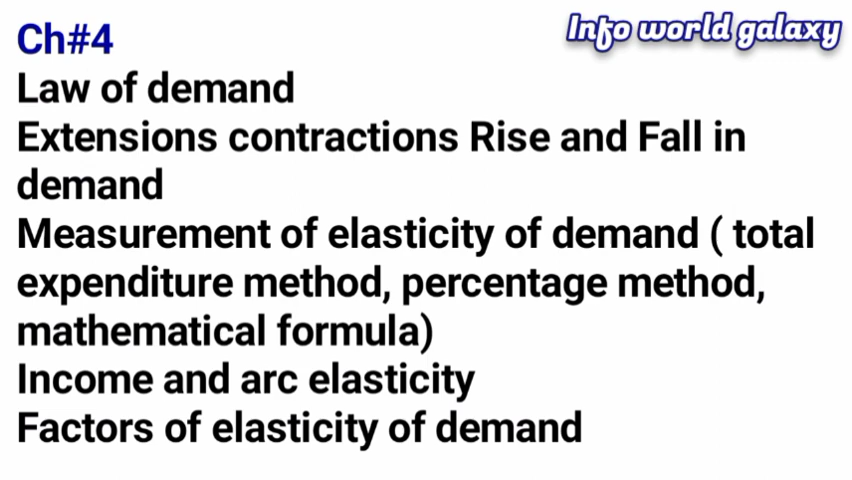 Ch#4
Info world galaxy
Law of demand
Extensions contractions Rise and Fall in
demand
Measurement of elasticity of demand ( total
expenditure method, percentage method,
mathematical formula)
Income and arc elasticity
Factors of elasticity of demand